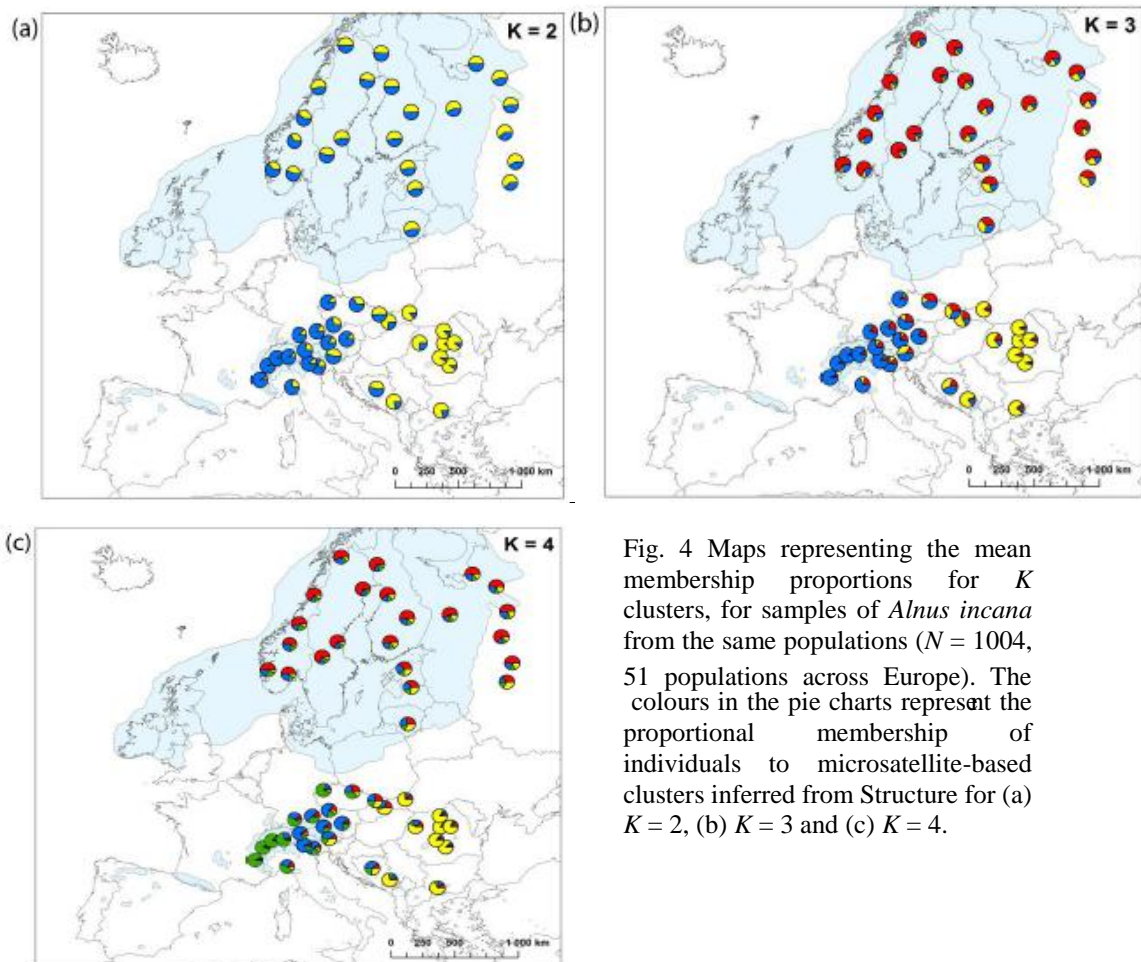 (a)
K = 2
0 250 500 1 000 km
(b)
K = 3
0 250 500 1 000 km
(c)
K = 4
0 250 500 1 000 km
Fig. 4 Maps representing the mean
membership proportions for K
clusters, for samples of Alnus incana
from the same populations (N = 1004,
51 populations across Europe). The
colours in the pie charts represent the
proportional membership of
individuals to microsatellite-based
clusters inferred from Structure for (a)
K = 2, (b) K = 3 and (c) K = 4.